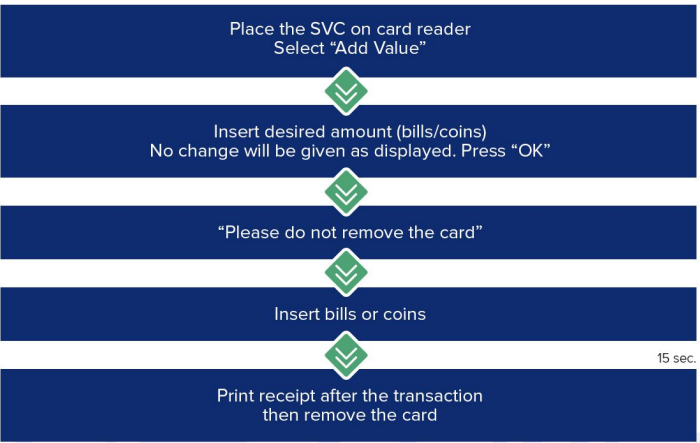 Place the SVC on card reader
Select “Add Value”
Insert desired amount (bills/coins)
No change will be given as displayed. Press “OK”
“Please do not remove the card”
Insert bills or coins
15 sec.
Print receipt after the transaction
then remove the card